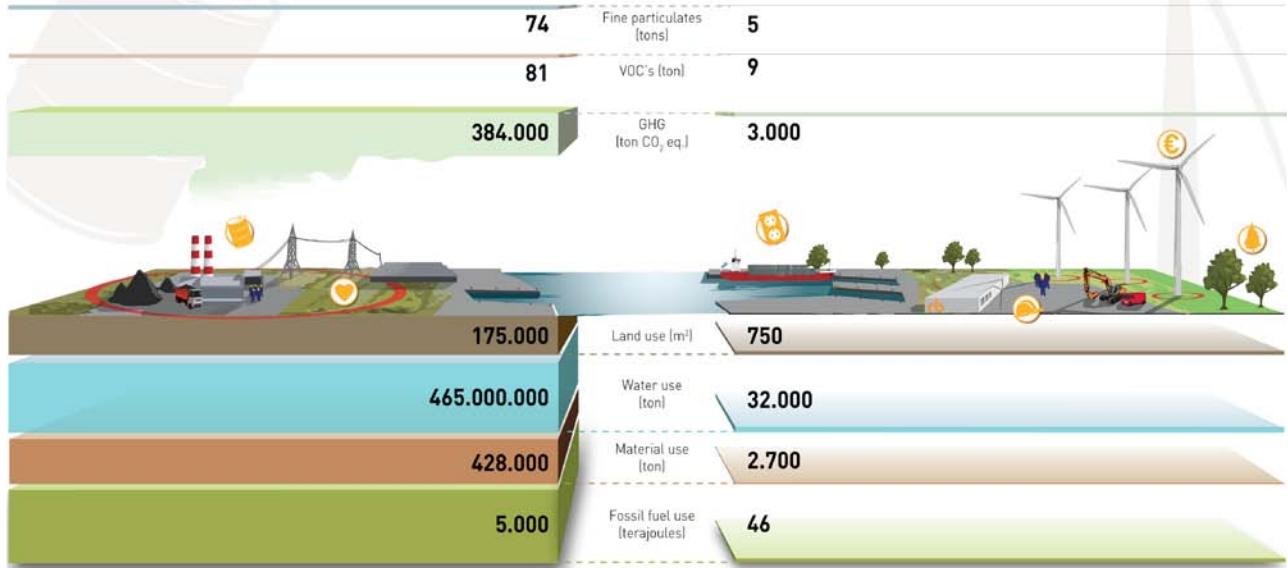 74 Fine particulates (tons) 5
81 VOC's (ton) 9
384.000 GHG (ton CO₂ eq.) 3.000
€
rb
175.000 Land use (m²) 750
465.000.000 Water use (ton) 32.000
428.000 Material use (ton) 2.700
5.000 Fossil fuel use (terajoules) 46